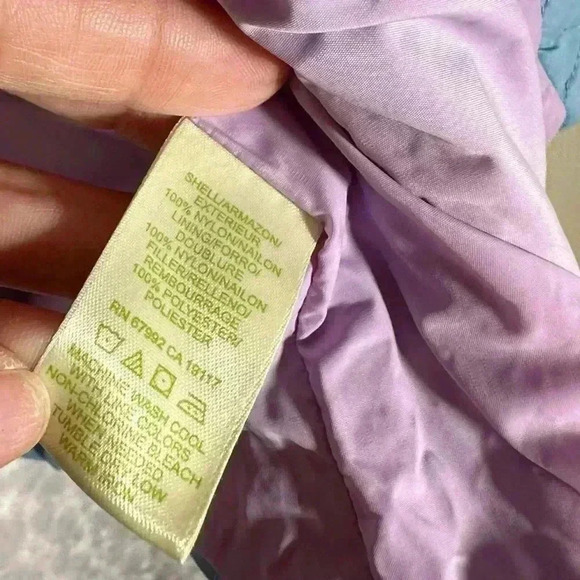 SHELL/ARMAZON/
EXTERIEUR
100% NYLON/NAILON
LINING/FORRO/
DOUBLURE
100% NYLON/NAILON
FILLER/RELLENO/
REMBOURRAGE
100% POLYESTER/
POLIESTER
RN 67992 CA 19117
MACHINE WASH COOL
WITH LIKE COLORS
NON-CHLORINE BLEACH
WHEN NEEDED
TUMBLE DRY LOW
WARM IRON